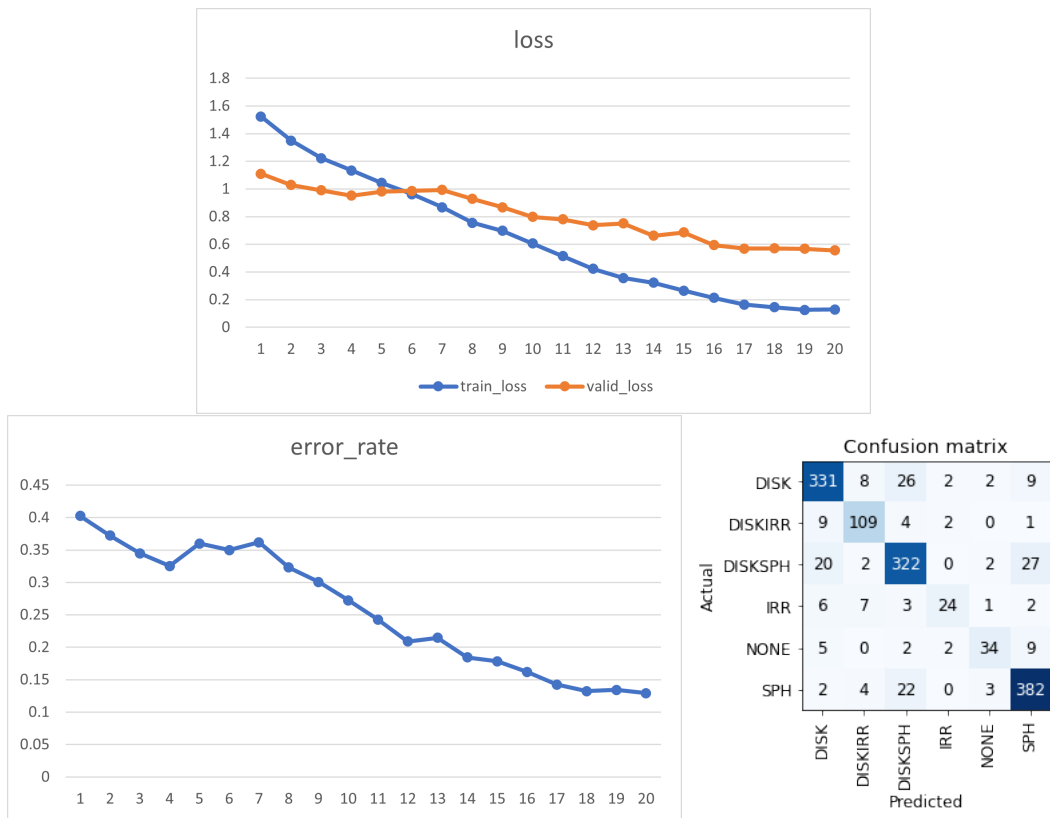 loss
1.8
1.6
1.4
1.2
1
0.8
0.6
0.4
0.2
0
1 2 3 4 5 6 7 8 9 10 11 12 13 14 15 16 17 18 19 20
train_loss valid_loss
error_rate
0.45
0.4
0.35
0.3
0.25
0.2
0.15
0.1
0.05
0
1 2 3 4 5 6 7 8 9 10 11 12 13 14 15 16 17 18 19 20
Confusion matrix
Actual
DISK 331 8 26 2 2 9
DISKIRR 9 109 4 2 0 1
DISKSPH 20 2 322 0 2 27
IRR 6 7 3 24 1 2
NONE 5 0 2 2 34 9
SPH 2 4 22 0 3 382
DISK DISKIRR DISKSPH IRR NONE SPH
Predicted